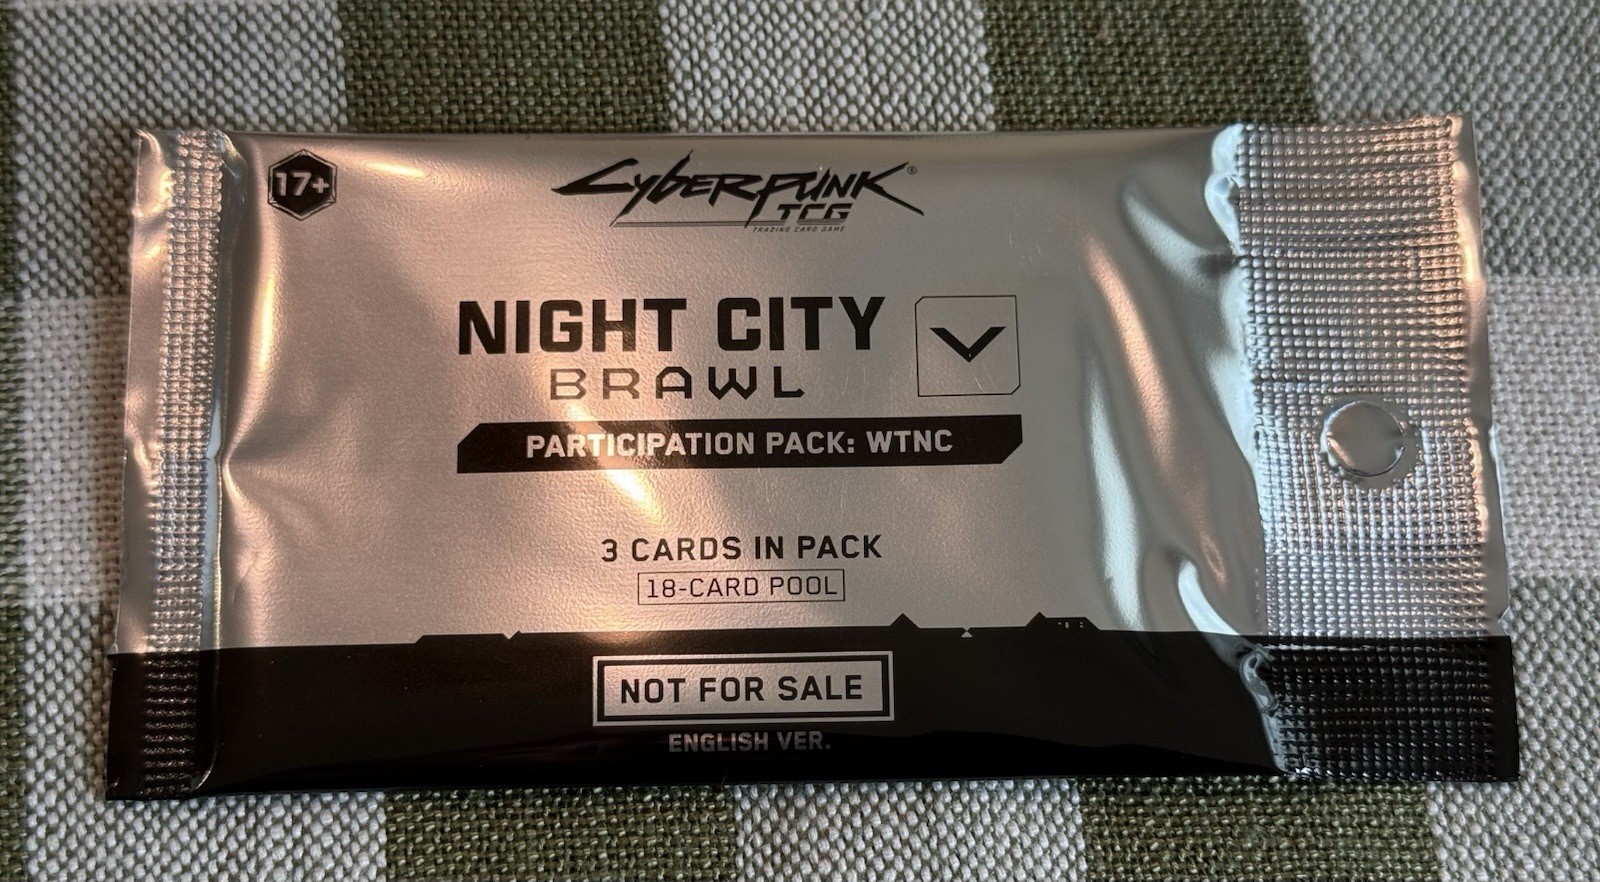 17+
CYBERPUNK®
TCG
TRADING CARD GAME
NIGHT CITY
BRAWL
PARTICIPATION PACK: WTNC
3 CARDS IN PACK
18-CARD POOL
NOT FOR SALE
ENGLISH VER.